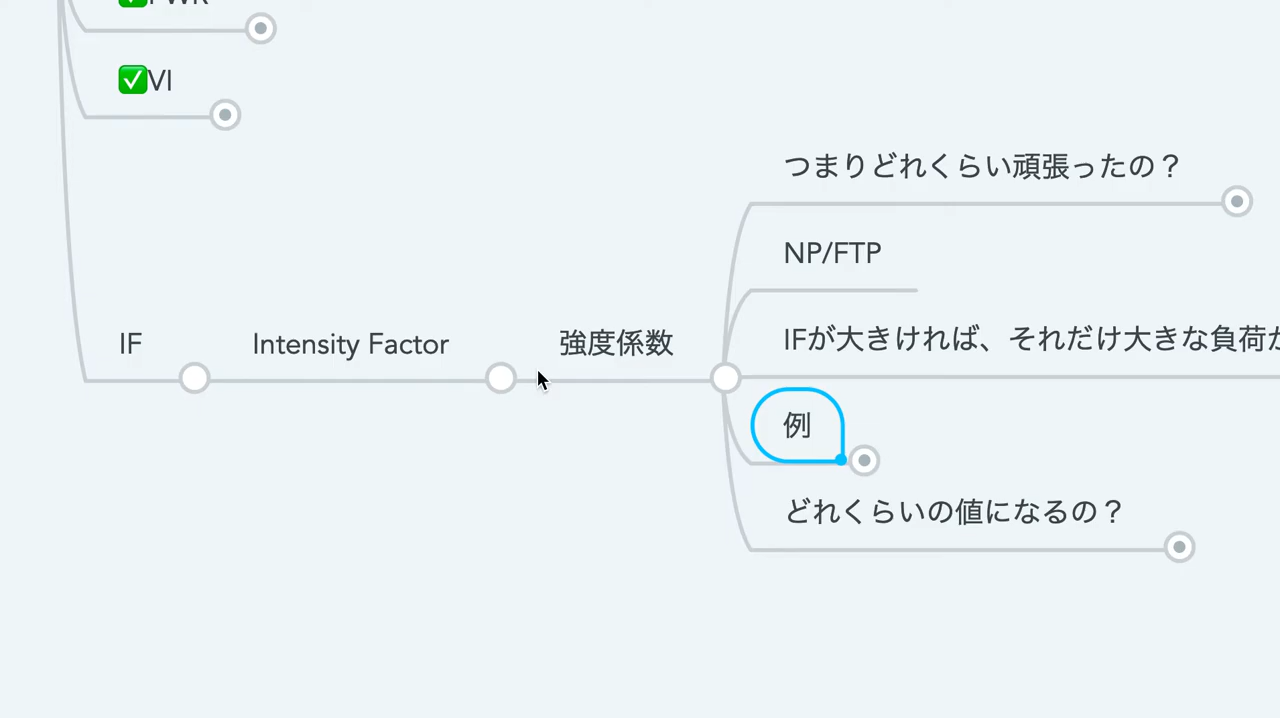 ✅PWR
✅VI
つまりどれくらい頑張ったの？
NP/FTP
IF
Intensity Factor
強度係数
IFが大きければ、それだけ大きな負荷
例
どれくらいの値になるの？